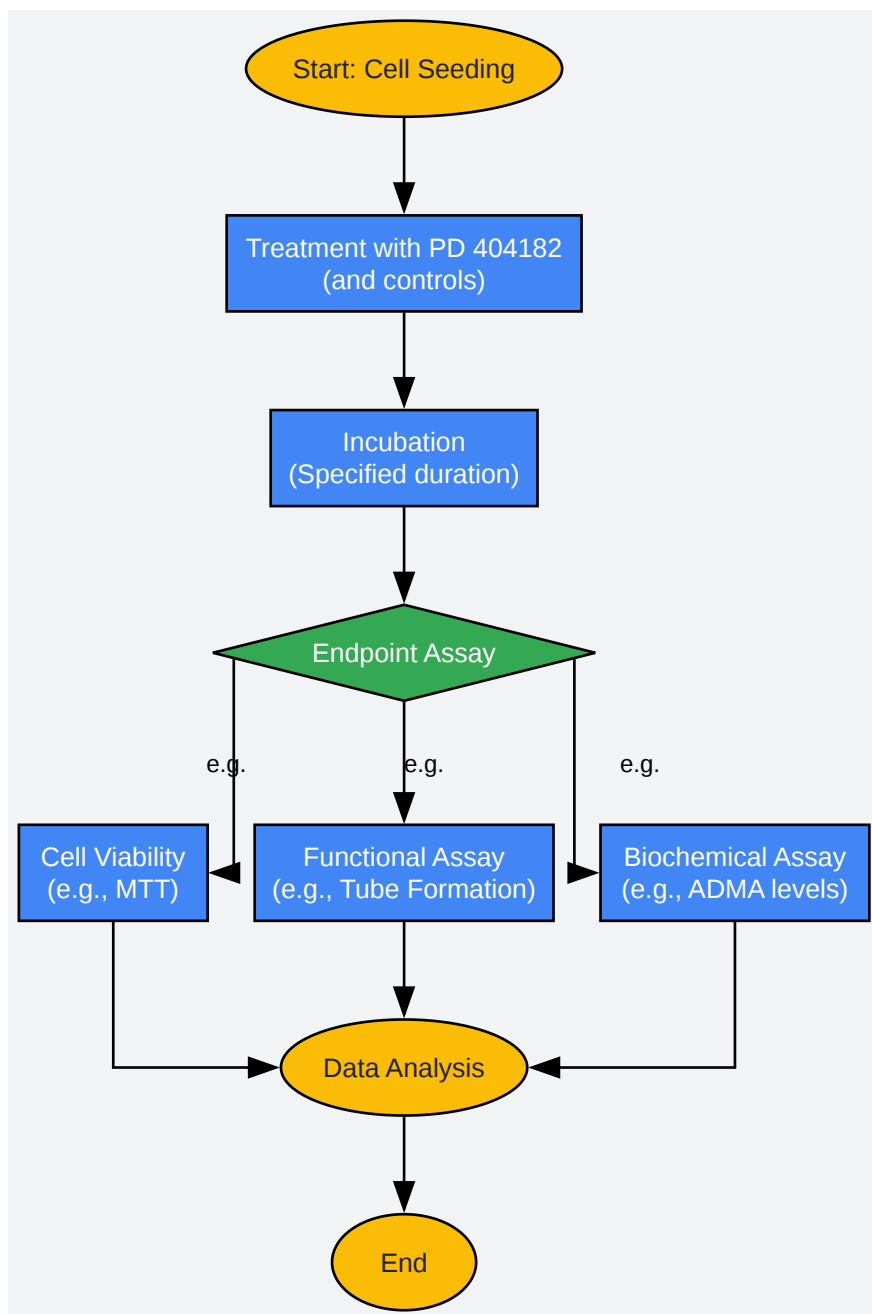 Start: Cell Seeding
Treatment with PD 404182
(and controls)
Incubation
(Specified duration)
Endpoint Assay
e.g.
e.g.
e.g.
Cell Viability
(e.g., MTT)
Functional Assay
(e.g., Tube Formation)
Biochemical Assay
(e.g., ADMA levels)
Data Analysis
End